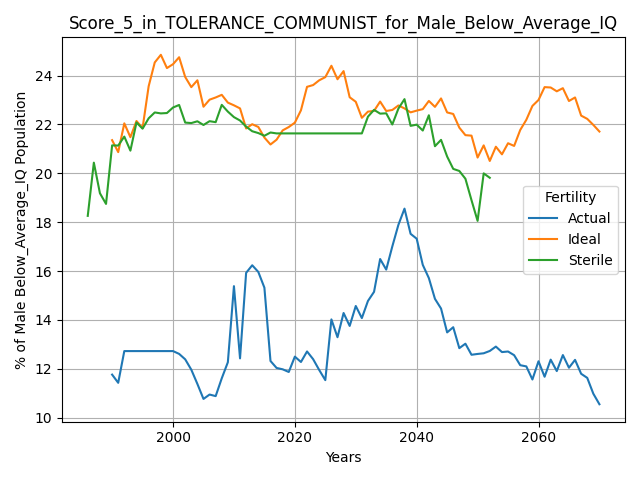 Score_5_in_TOLERANCE_COMMUNIST_for_Male_Below_Average_IQ
% of Male Below_Average_IQ Population
24
22
20
18
16
14
12
10
Fertility
Actual
Ideal
Sterile
2000 2020 2040 2060
Years